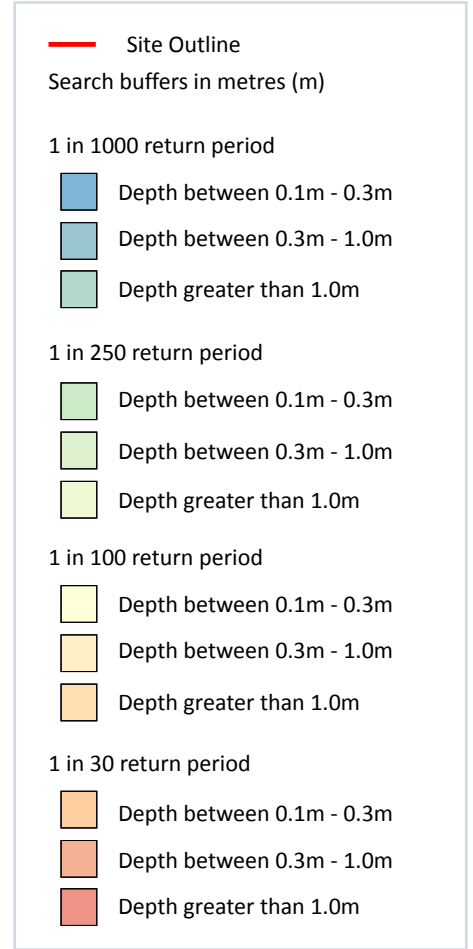 Site Outline
Search buffers in metres (m)
1 in 1000 return period
Depth between 0.1m - 0.3m
Depth between 0.3m - 1.0m
Depth greater than 1.0m
1 in 250 return period
Depth between 0.1m - 0.3m
Depth between 0.3m - 1.0m
Depth greater than 1.0m
1 in 100 return period
Depth between 0.1m - 0.3m
Depth between 0.3m - 1.0m
Depth greater than 1.0m
1 in 30 return period
Depth between 0.1m - 0.3m
Depth between 0.3m - 1.0m
Depth greater than 1.0m